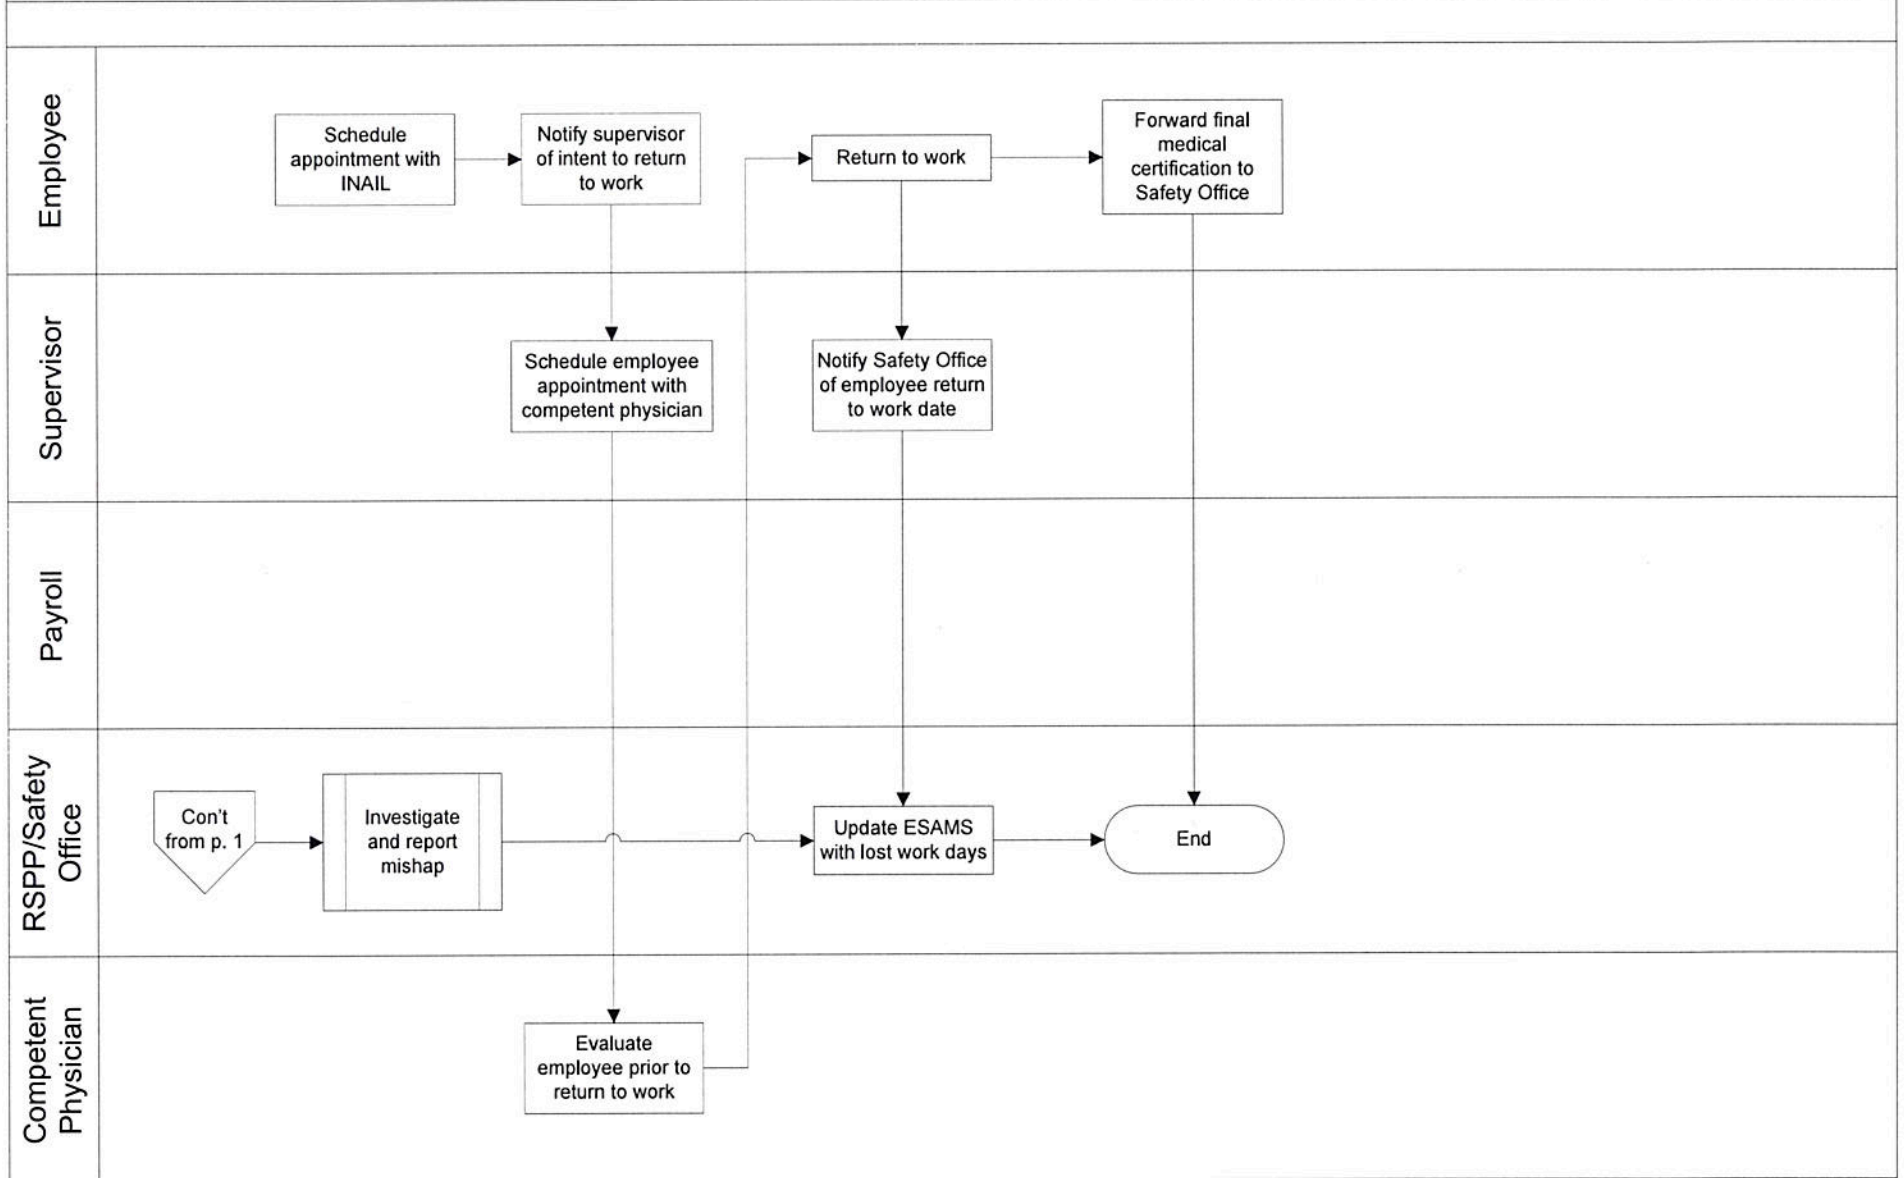 Employee
Schedule
appointment with
INAIL
Notify supervisor
of intent to return
to work
Return to work
Forward final
medical
certification to
Safety Office
Supervisor
Schedule employee
appointment with
competent physician
Notify Safety Office
of employee return
to work date
Payroll
RSPP/Safety
Office
Con't
from p. 1
Investigate
and report
mishap
Update ESAMS
with lost work days
End
Competent
Physician
Evaluate
employee prior to
return to work